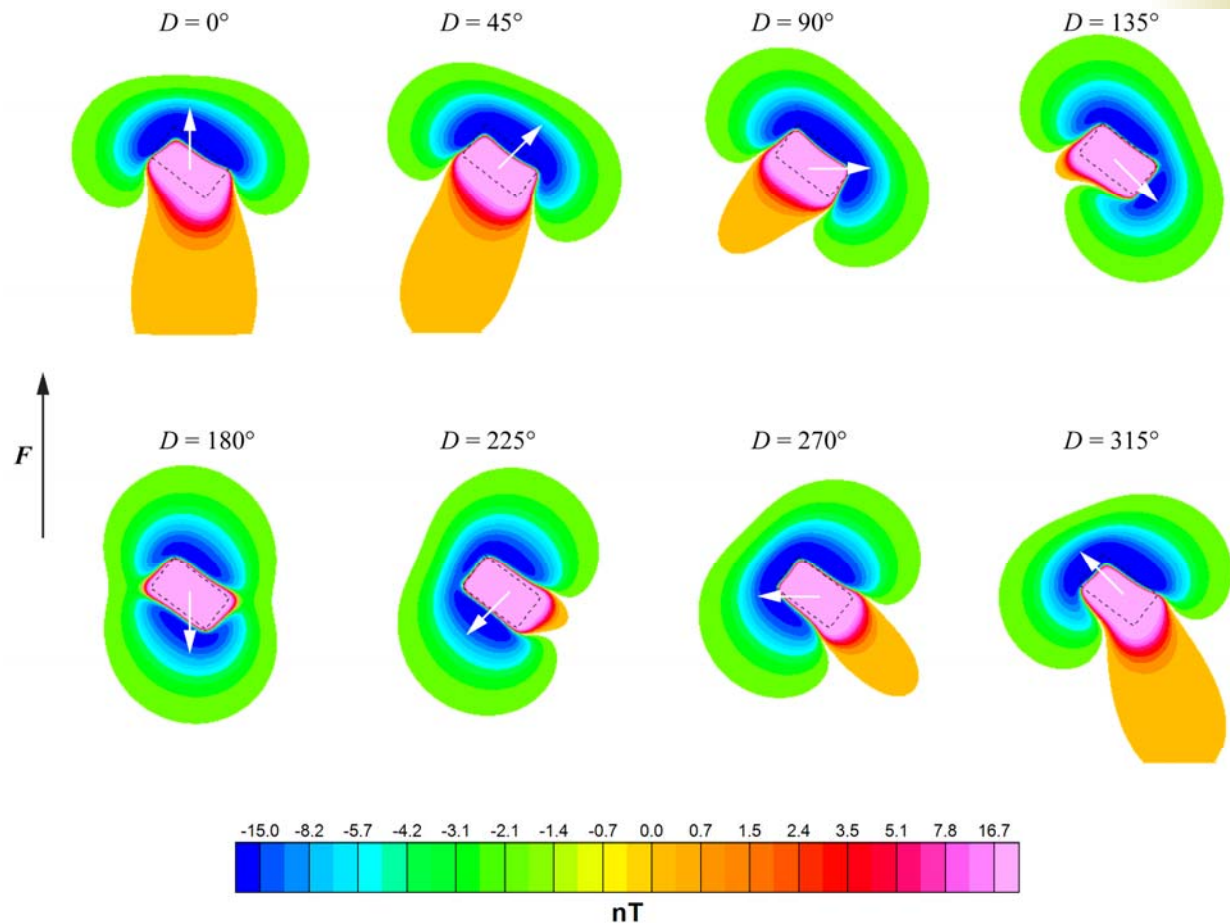 D = 0° D = 45° D = 90° D = 135°
F
D = 180° D = 225° D = 270° D = 315°
-15.0 -8.2 -5.7 -4.2 -3.1 -2.1 -1.4 -0.7 0.0 0.7 1.5 2.4 3.5 5.1 7.8 16.7
nT